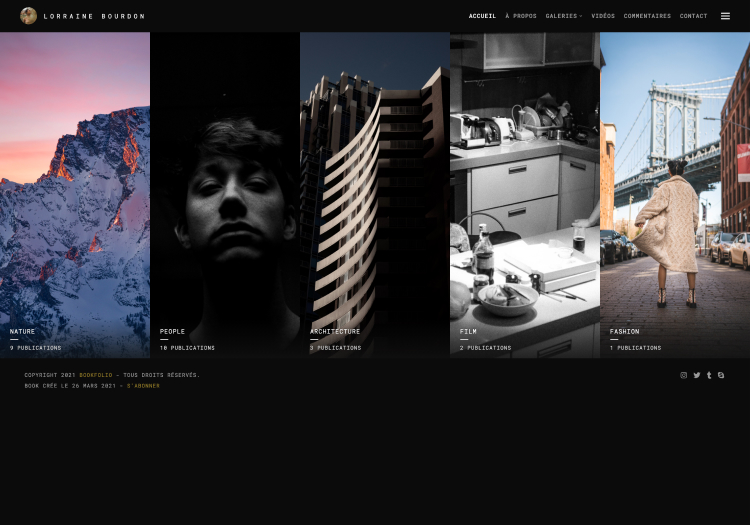 LORRAINE BOURDON
ACCUEIL À PROPOS GALERIES VIDÉOS COMMENTAIRES CONTACT
NATURE
9 PUBLICATIONS
PEOPLE
10 PUBLICATIONS
ARCHITECTURE
3 PUBLICATIONS
FILM
2 PUBLICATIONS
FASHION
1 PUBLICATIONS
COPYRIGHT 2021 BOOKFOLIO - TOUS DROITS RÉSERVÉS.
BOOK CRÉE LE 26 MARS 2021 - S'ABONNER